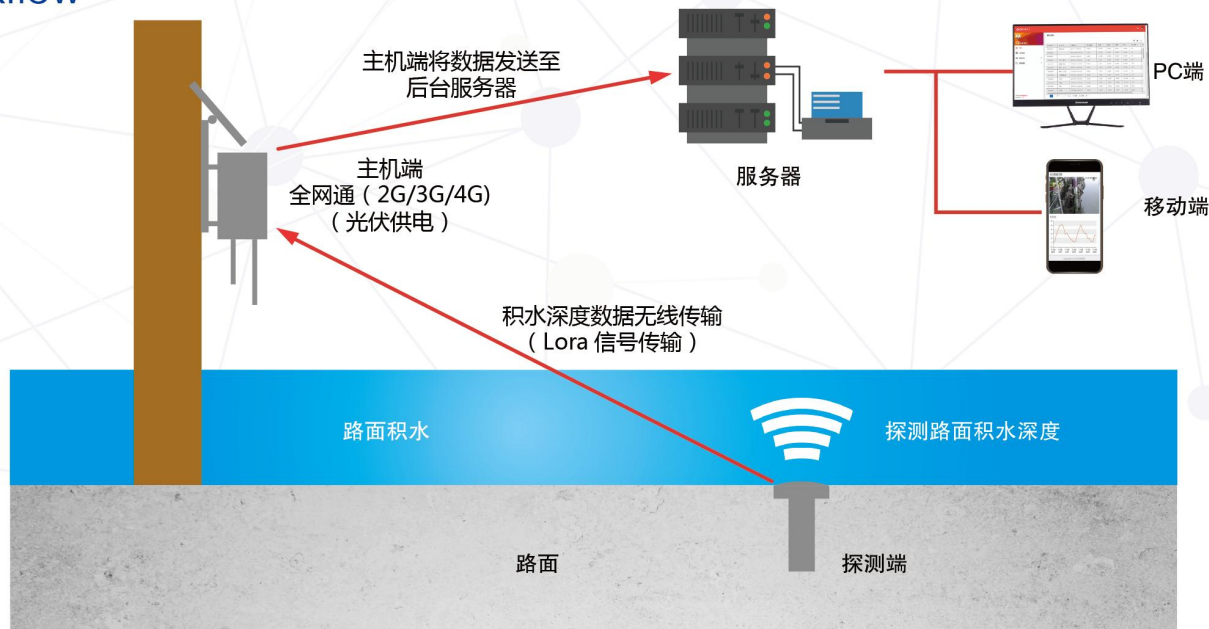 主机端将数据发送至
后台服务器
PC端
主机端
全网通（2G/3G/4G)
（光伏供电）
服务器
移动端
积水深度数据无线传输
（Lora 信号传输）
路面积水
探测路面积水深度
路面
探测端